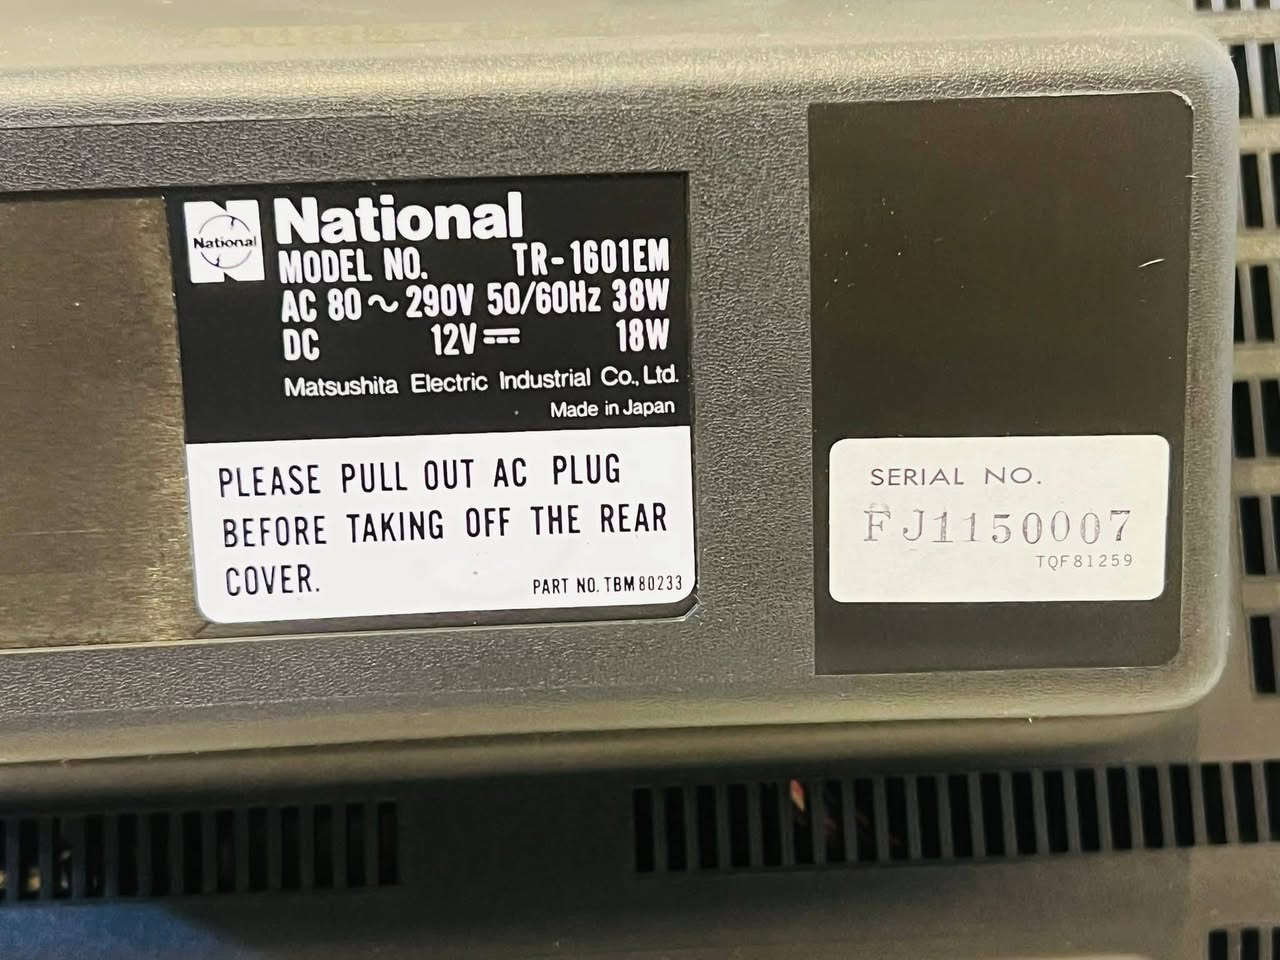 National
National
MODEL NO. TR-1601EM
AC 80~290V 50/60Hz 38W
DC 12V⎓ 18W
Matsushita Electric Industrial Co., Ltd.
Made in Japan
PLEASE PULL OUT AC PLUG
BEFORE TAKING OFF THE REAR
COVER.
PART NO. TBM80233
SERIAL NO.
FJ1150007
TQF81259